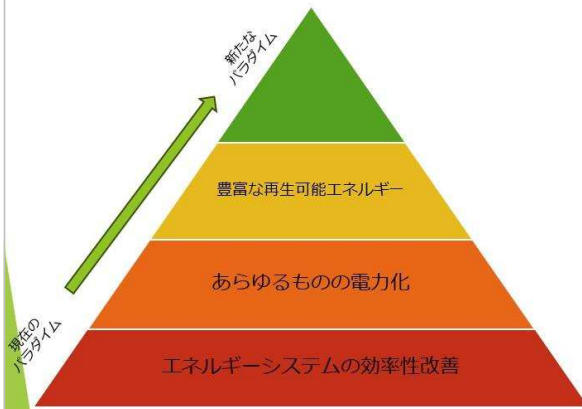 新たな
パラダイム
豊富な再生可能エネルギー
あらゆるものの電力化
現在の
パラダイム
エネルギーシステムの効率性改善